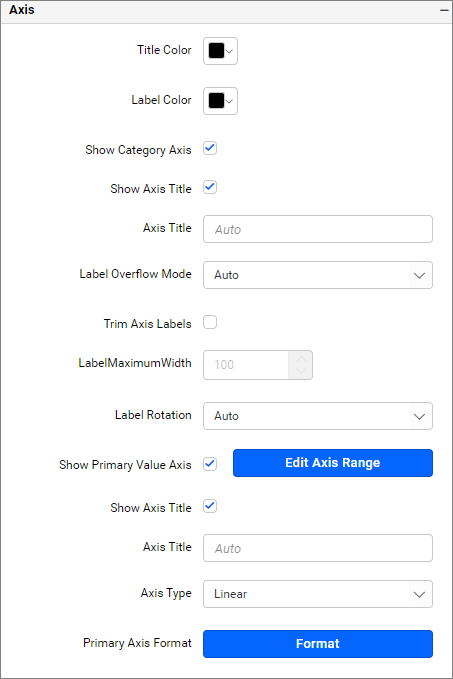 Axis
Title Color
Label Color
Show Category Axis
Show Axis Title
Axis Title Auto
Label Overflow Mode Auto
Trim Axis Labels
LabelMaximumWidth 100
Label Rotation Auto
Show Primary Value Axis Edit Axis Range
Show Axis Title
Axis Title Auto
Axis Type Linear
Primary Axis Format Format